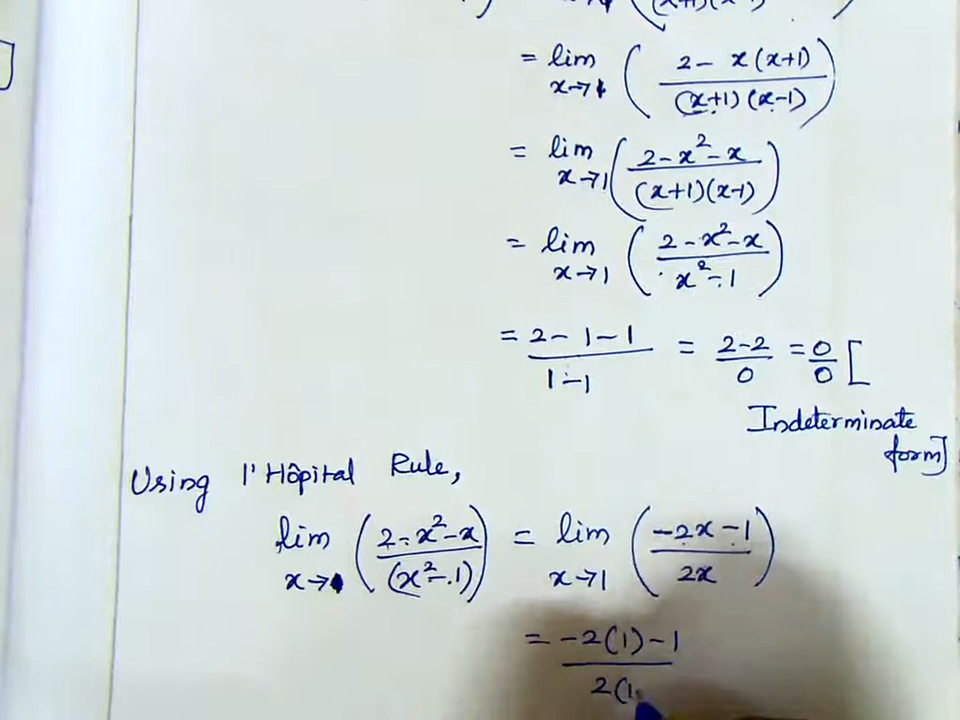 = lim x→1 ( 2 - x(x+1) / (x+1)(x-1) )
= lim x→1 ( 2-x²-x / (x+1)(x-1) )
= lim x→1 ( 2-x²-x / x²-1 )
= 2-1-1 / 1-1 = 2-2 / 0 = 0/0 [
Indeterminate
form]
Using l'Hôpital Rule,
lim x→1 ( 2-x²-x / (x²-1) ) = lim x→1 ( -2x-1 / 2x )
= -2(1)-1 / 2(1